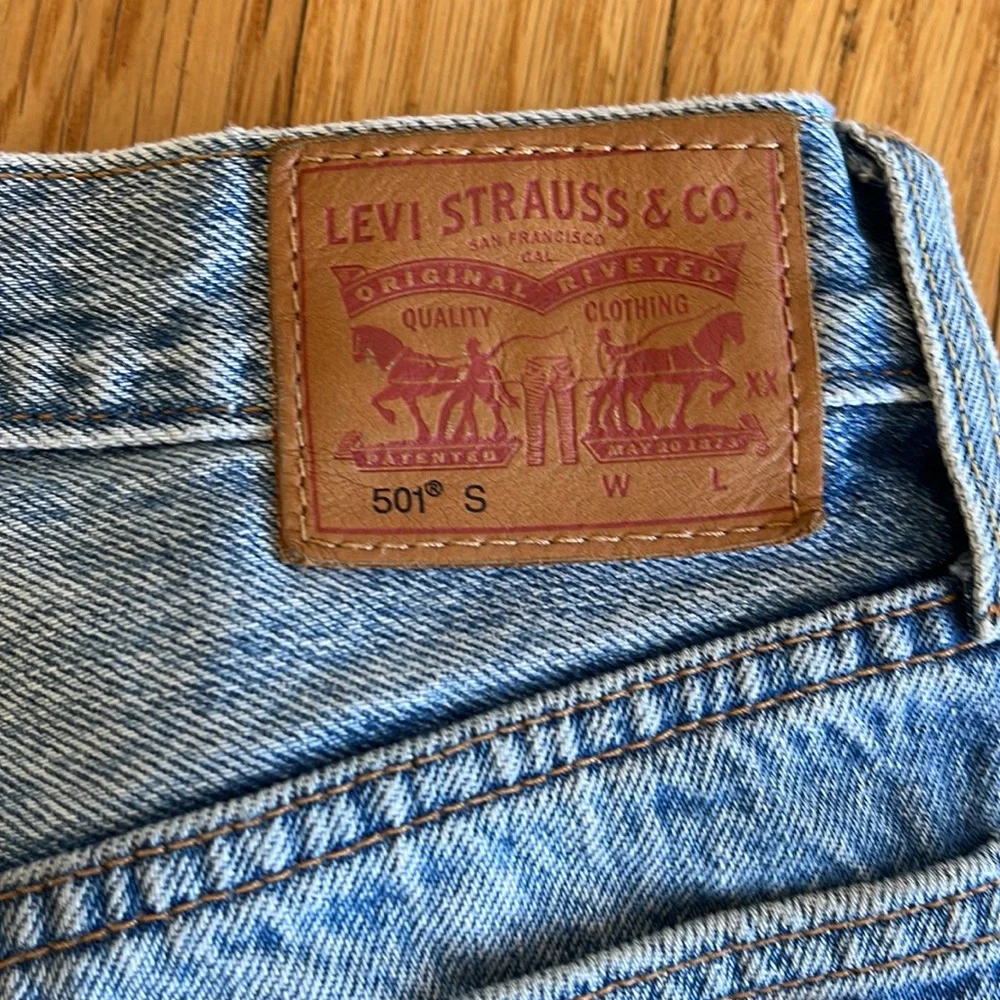 LEVI STRAUSS & CO.
SAN FRANCISCO
CAL.
ORIGINAL RIVETED
QUALITY CLOTHING
XX
PATENTED MAY 20 1873
501® S W L